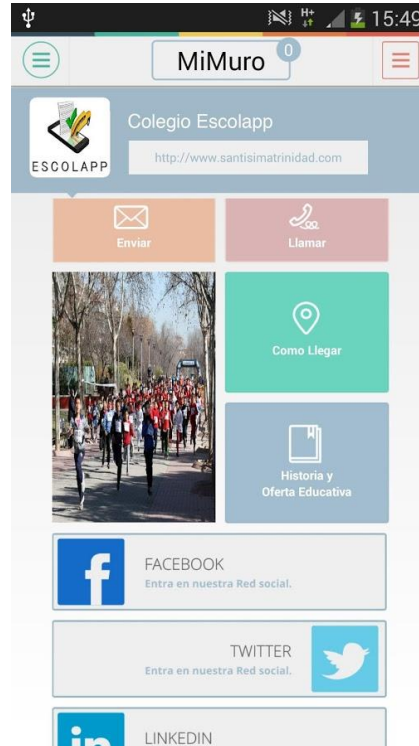 H+
15:49
MiMuro
0
Colegio Escolapp
http://www.santisimatrinidad.com
ESCOLAPP
Enviar
Llamar
Como Llegar
Historia y
Oferta Educativa
FACEBOOK
Entra en nuestra Red social.
TWITTER
Entra en nuestra Red social.
LINKEDIN